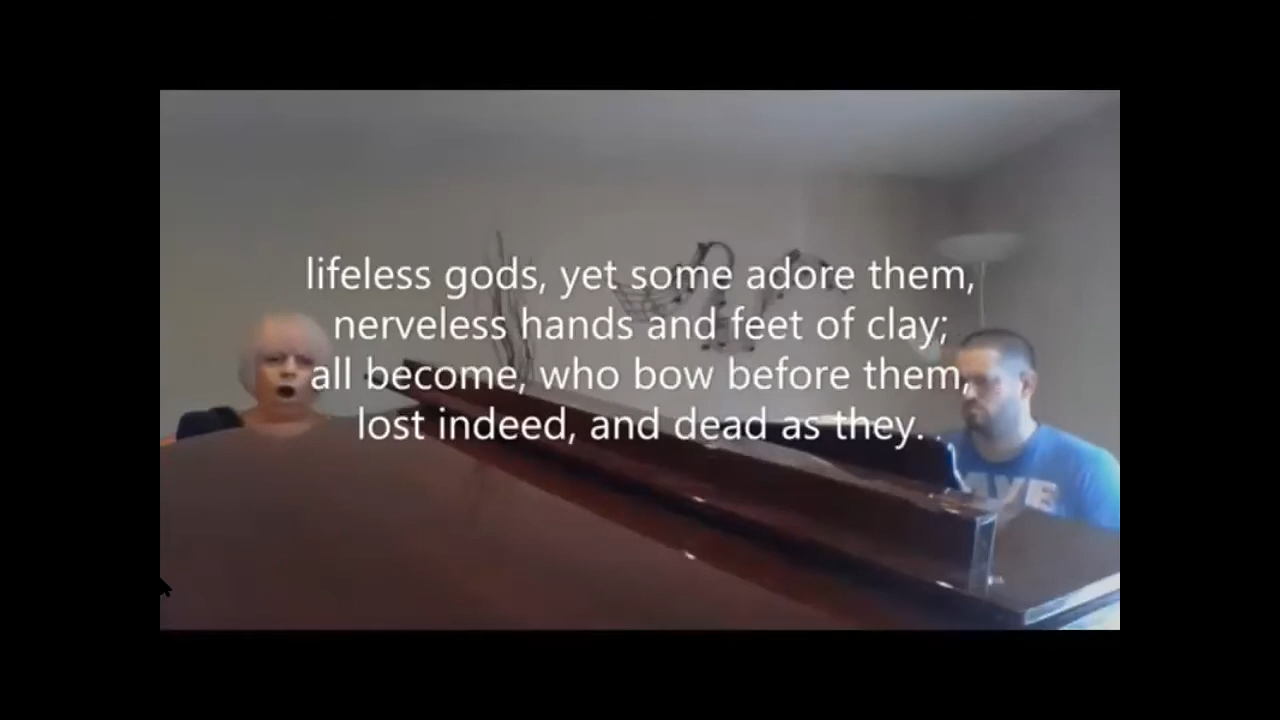 lifeless gods, yet some adore them,
nerveless hands and feet of clay;
all become, who bow before them,
lost indeed, and dead as they.